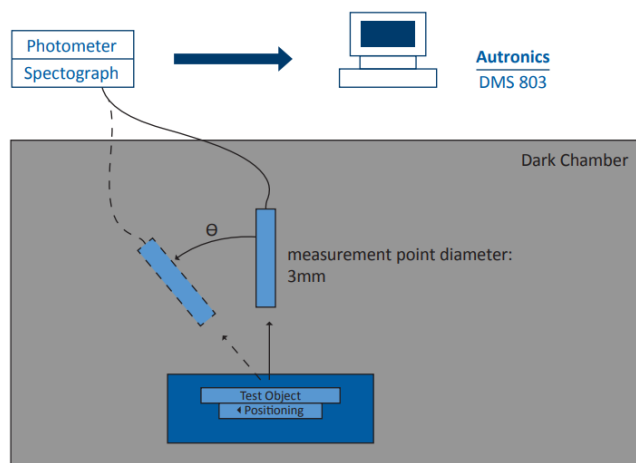 Photometer
Spectograph
Autronics
DMS 803
Dark Chamber
Θ
measurement point diameter:
3mm
Test Object
Positioning